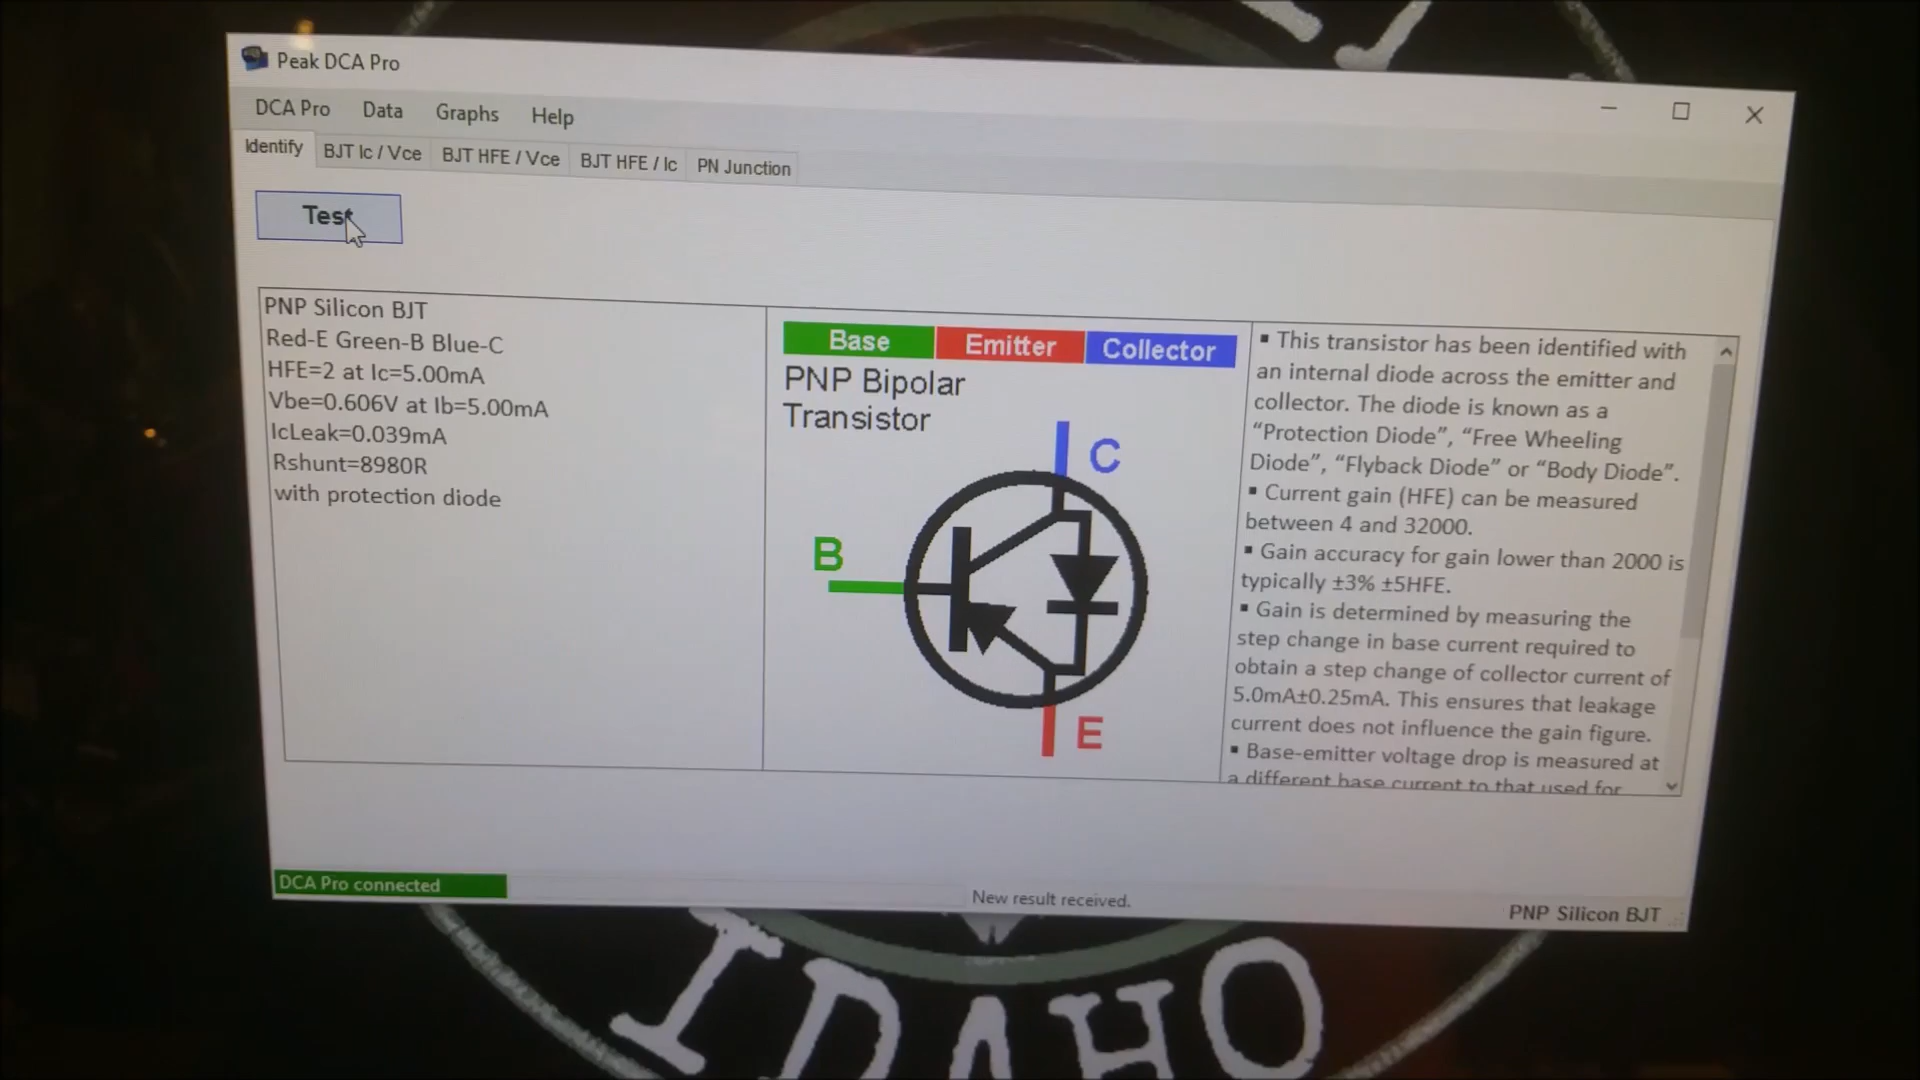 Peak DCA Pro
DCA Pro Data Graphs Help
Identify BJT Ic / Vce BJT HFE / Vce BJT HFE / Ic PN Junction
Test
PNP Silicon BJT
Red-E Green-B Blue-C
HFE=2 at Ic=5.00mA
Vbe=0.606V at Ib=5.00mA
IcLeak=0.039mA
Rshunt=8980R
with protection diode
Base Emitter Collector
PNP Bipolar
Transistor
C
B
E
▪ This transistor has been identified with
an internal diode across the emitter and
collector. The diode is known as a
“Protection Diode”, “Free Wheeling
Diode”, “Flyback Diode” or “Body Diode”.
▪ Current gain (HFE) can be measured
between 4 and 32000.
▪ Gain accuracy for gain lower than 2000 is
typically ±3% ±5HFE.
▪ Gain is determined by measuring the
step change in base current required to
obtain a step change of collector current of
5.0mA±0.25mA. This ensures that leakage
current does not influence the gain figure.
▪ Base-emitter voltage drop is measured at
a different base current to that used for
DCA Pro connected
New result received.
PNP Silicon BJT
IDAHO